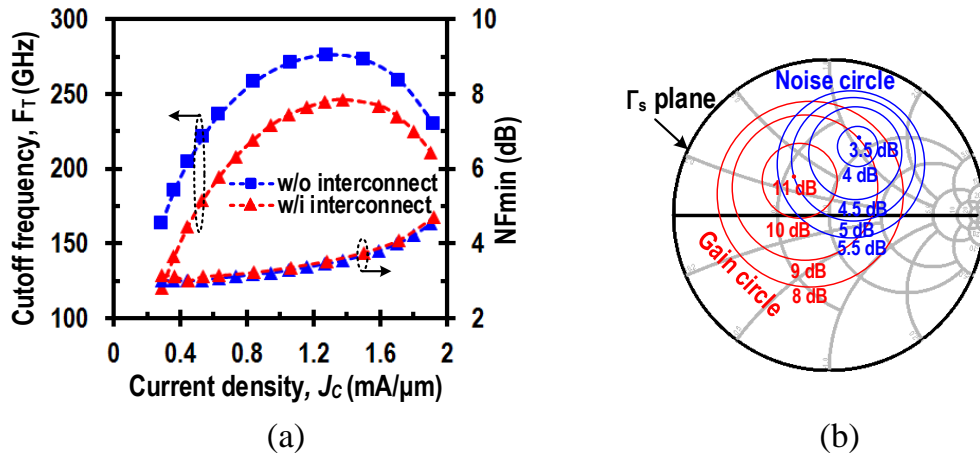 300
250
200
150
100
10
8
6
4
2
0
0.4
0.8
1.2
1.6
2
Cutoff frequency, F_T (GHz)
NFmin (dB)
Current density, J_C (mA/μm)
w/o interconnect
w/i interconnect
(a)
Noise circle
Γs plane
3.5 dB
4 dB
4.5 dB
5 dB
5.5 dB
11 dB
10 dB
9 dB
8 dB
Gain circle
(b)